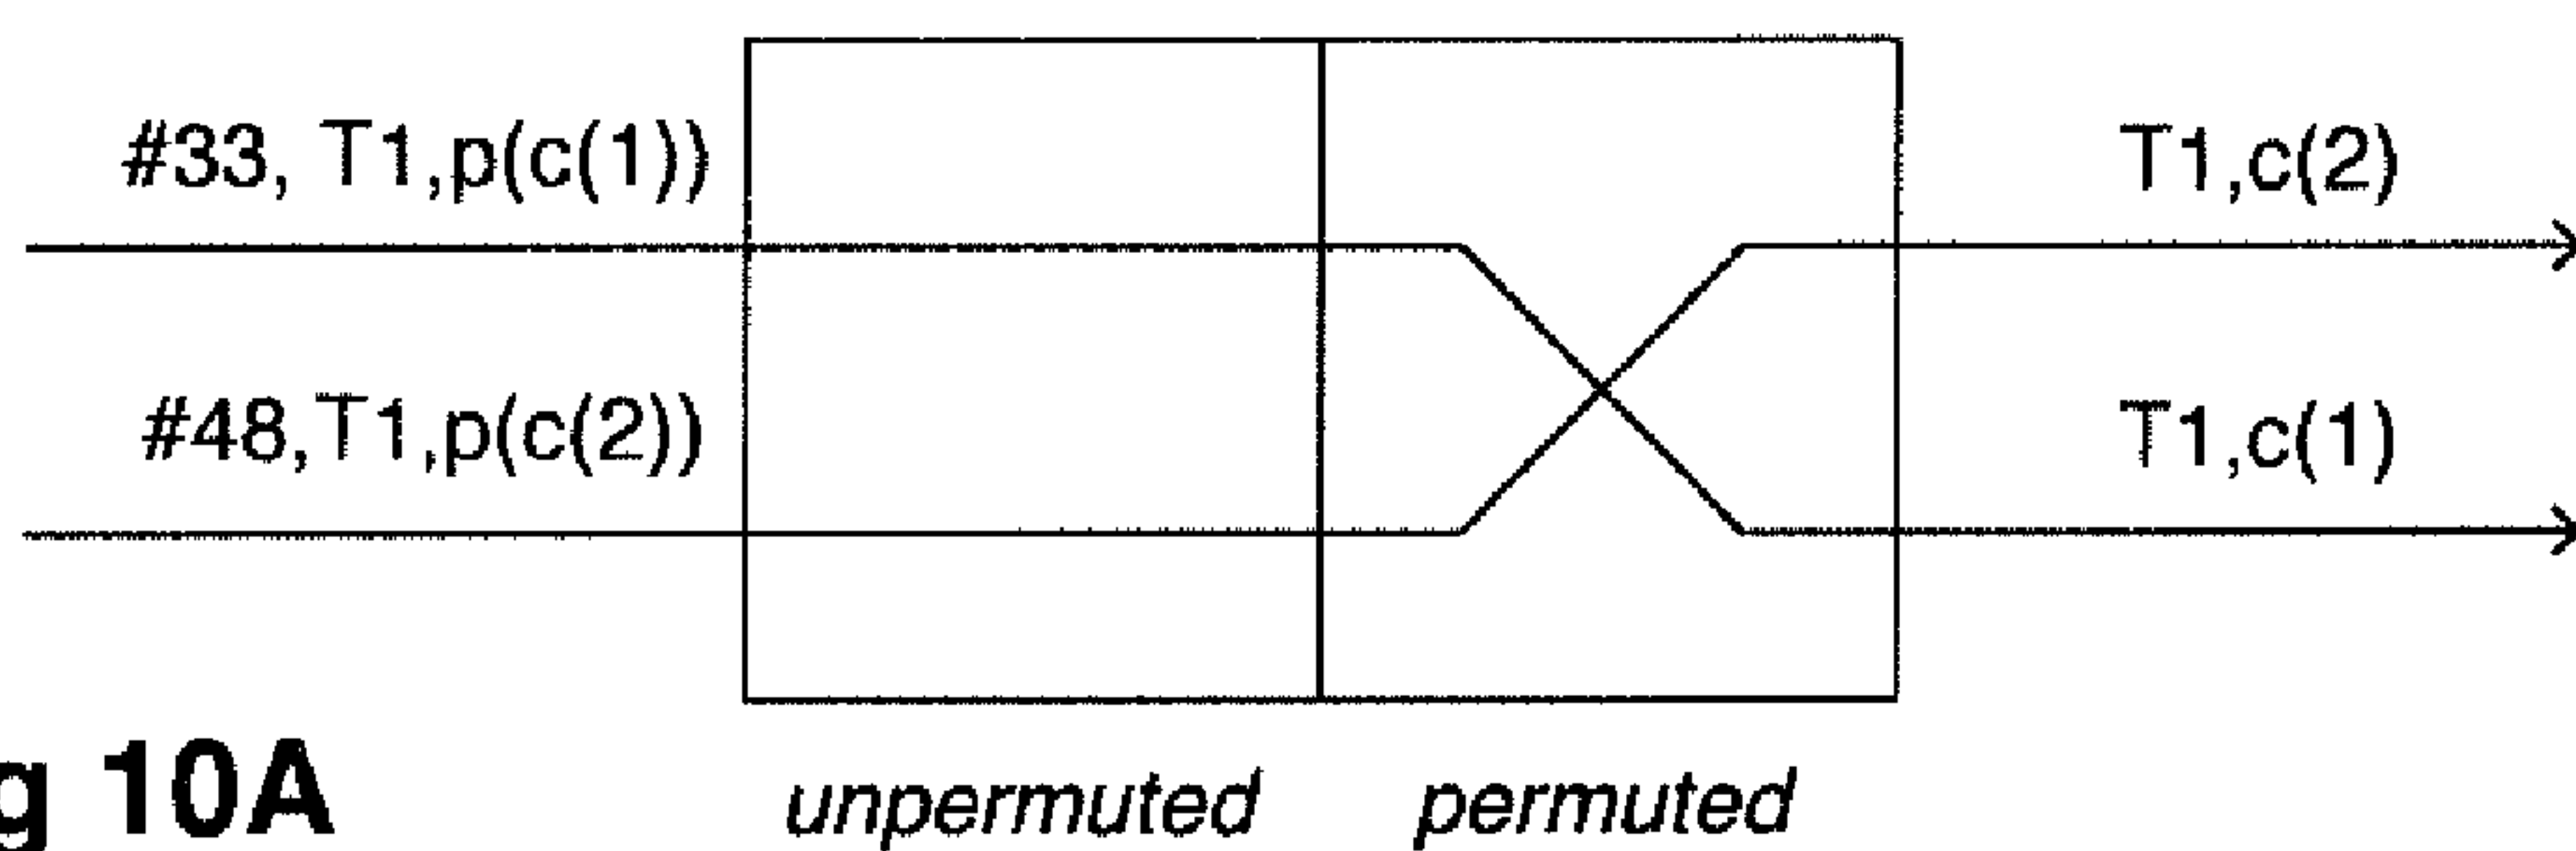 #33, T1,p(c(1))
T1,c(2)
#48,T1,p(c(2))
T1,c(1)
g 10A
unpermuted
permuted